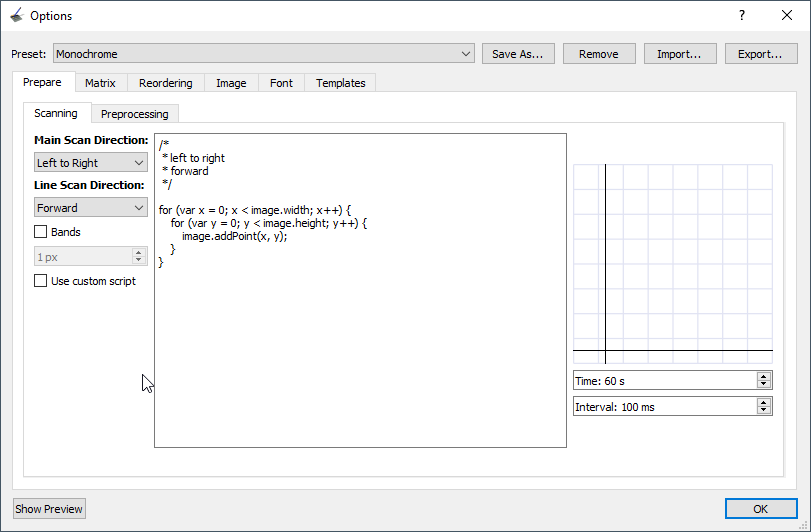 Options
?
Preset: Monochrome Save As... Remove Import... Export...
Prepare Matrix Reordering Image Font Templates
Scanning Preprocessing
Main Scan Direction:
Left to Right
Line Scan Direction:
Forward
Bands
1 px
Use custom script
/*
* left to right
* forward
*/
for (var x = 0; x < image.width; x++) {
for (var y = 0; y < image.height; y++) {
image.addPoint(x, y);
}
}
Time: 60 s
Interval: 100 ms
Show Preview OK